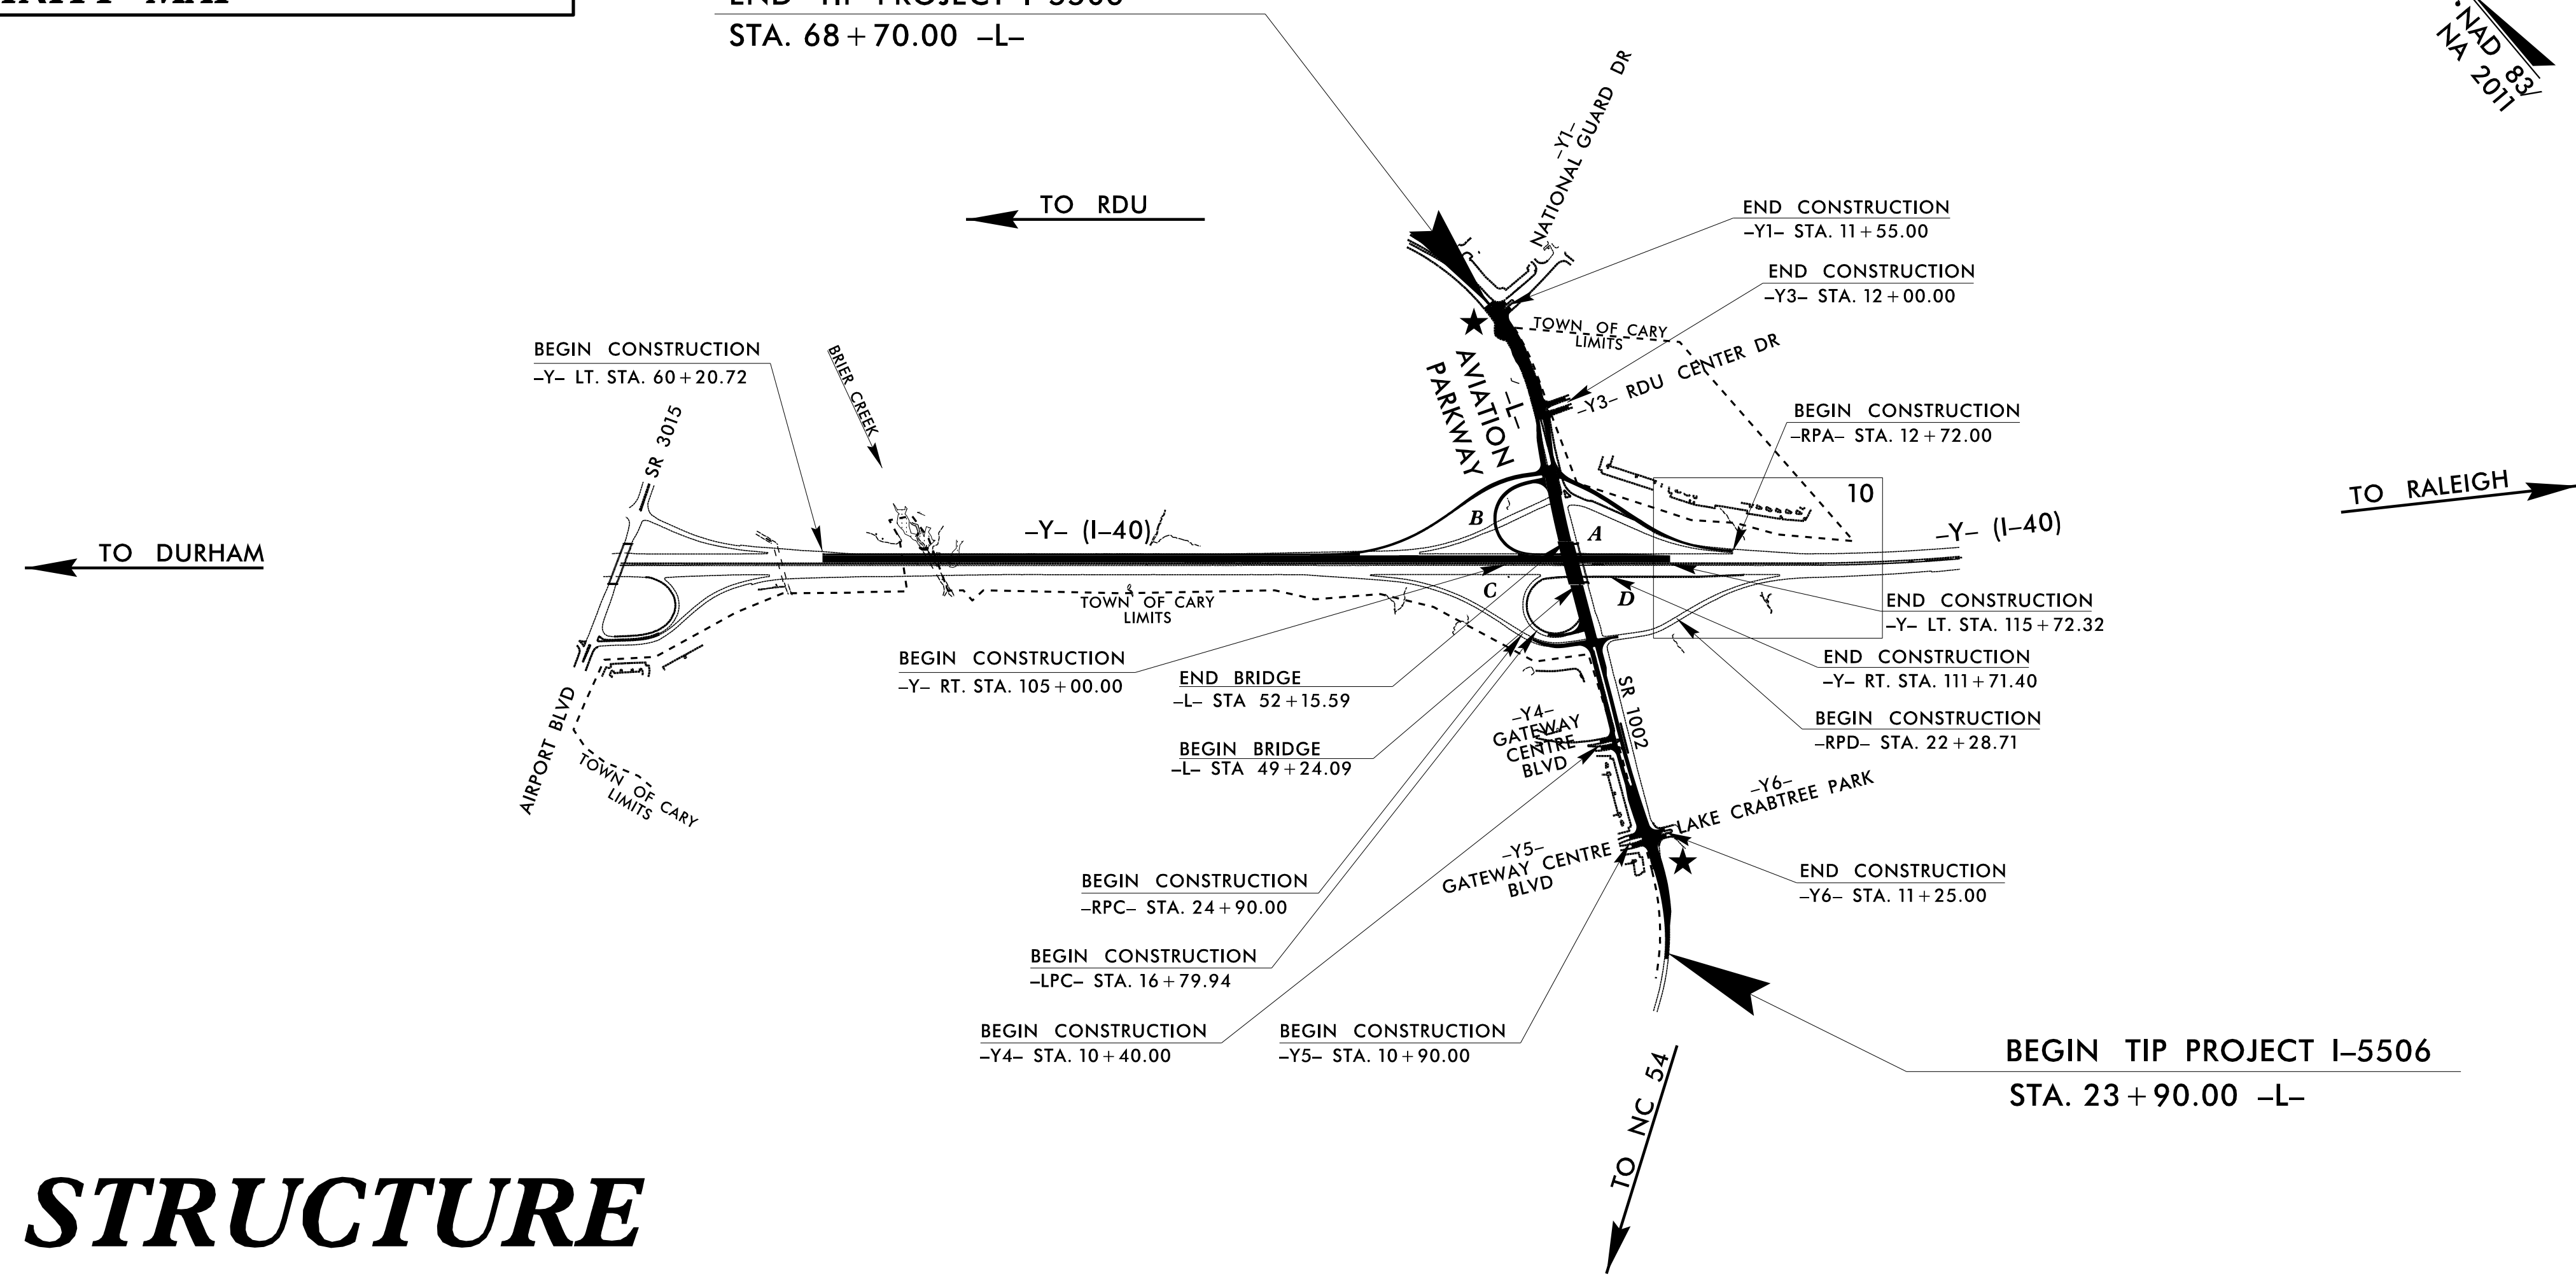 STA. 68+70.00 –L–
NAD 83/
NA 2011
–Y1–
NATIONAL GUARD DR
TO RDU
END CONSTRUCTION
–Y1– STA. 11+55.00
END CONSTRUCTION
–Y3– STA. 12+00.00
TOWN OF CARY
LIMITS
BEGIN CONSTRUCTION
–Y– LT. STA. 60+20.72
BRIER CREEK
AVIATION
PARKWAY
–L–
–Y3– RDU CENTER DR
SR 3015
BEGIN CONSTRUCTION
–RPA– STA. 12+72.00
10
TO RALEIGH
B
A
–Y– (I–40)
–Y– (I–40)
TO DURHAM
C
D
TOWN OF CARY
LIMITS
END CONSTRUCTION
–Y– LT. STA. 115+72.32
BEGIN CONSTRUCTION
–Y– RT. STA. 105+00.00
END BRIDGE
–L– STA 52+15.59
END CONSTRUCTION
–Y– RT. STA. 111+71.40
SR 1002
BEGIN CONSTRUCTION
–RPD– STA. 22+28.71
AIRPORT BLVD
TOWN OF CARY
LIMITS
–Y4–
GATEWAY
CENTRE
BLVD
BEGIN BRIDGE
–L– STA 49+24.09
–Y6–
LAKE CRABTREE PARK
–Y5–
GATEWAY CENTRE
BLVD
BEGIN CONSTRUCTION
–RPC– STA. 24+90.00
END CONSTRUCTION
–Y6– STA. 11+25.00
BEGIN CONSTRUCTION
–LPC– STA. 16+79.94
BEGIN CONSTRUCTION
–Y4– STA. 10+40.00
BEGIN CONSTRUCTION
–Y5– STA. 10+90.00
BEGIN TIP PROJECT I–5506
STA. 23+90.00 –L–
TO NC 54
STRUCTURE